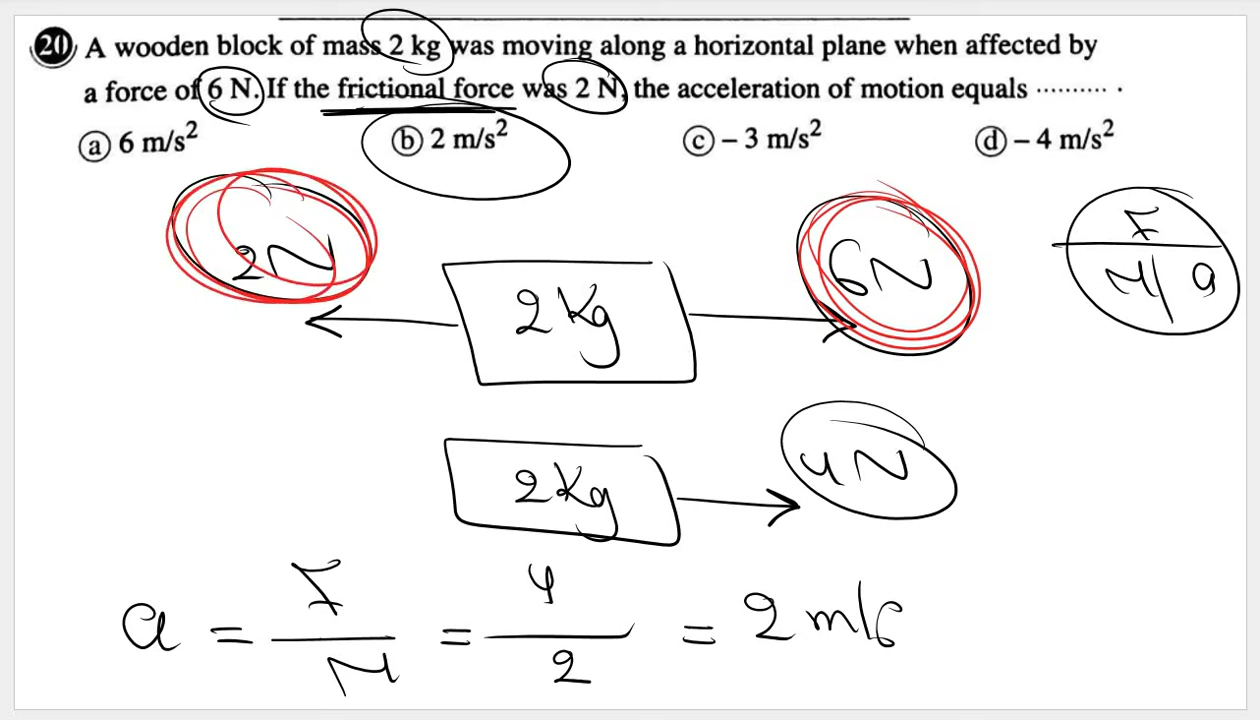 20 A wooden block of mass 2 kg was moving along a horizontal plane when affected by
a force of 6 N. If the frictional force was 2 N, the acceleration of motion equals .......... .
a 6 m/s² b 2 m/s² c – 3 m/s² d – 4 m/s²
2N 2Kg 6N
F
M a
2Kg 4N
a = F / M = 4 / 2 = 2 m/s